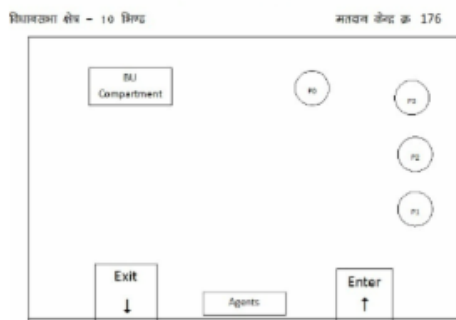 विधानसभा क्षेत्र - 10 भिण्ड
मतदान केन्द्र क्र 176
BU
Compartment
P0
P3
P2
P1
Exit
↓
Agents
Enter
↑